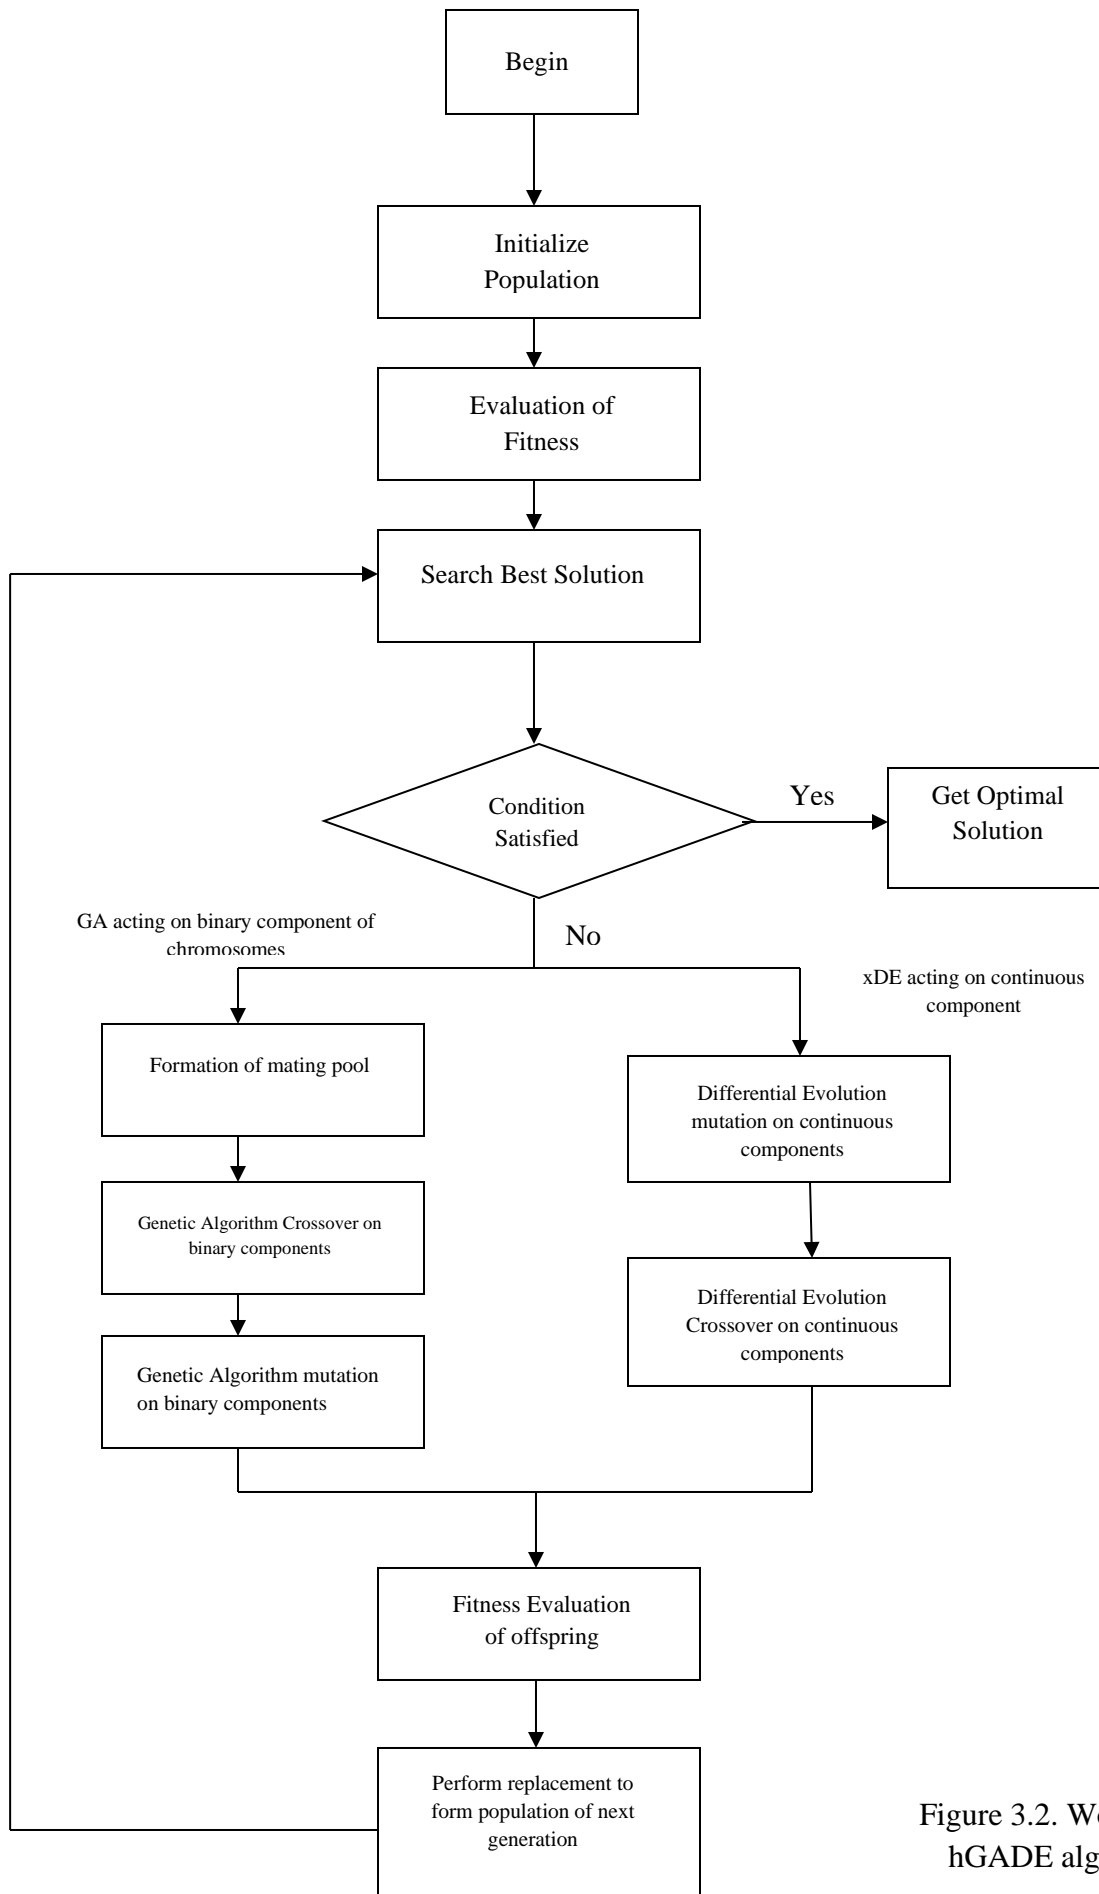 Begin
Initialize
Population
Evaluation of
Fitness
Search Best Solution
Condition
Satisfied
Yes
Get Optimal
Solution
GA acting on binary component of
chromosomes
No
xDE acting on continuous
component
Formation of mating pool
Differential Evolution
mutation on continuous
components
Genetic Algorithm Crossover on
binary components
Differential Evolution
Crossover on continuous
components
Genetic Algorithm mutation
on binary components
Fitness Evaluation
of offspring
Perform replacement to
form population of next
generation
Figure 3.2.
hGADE